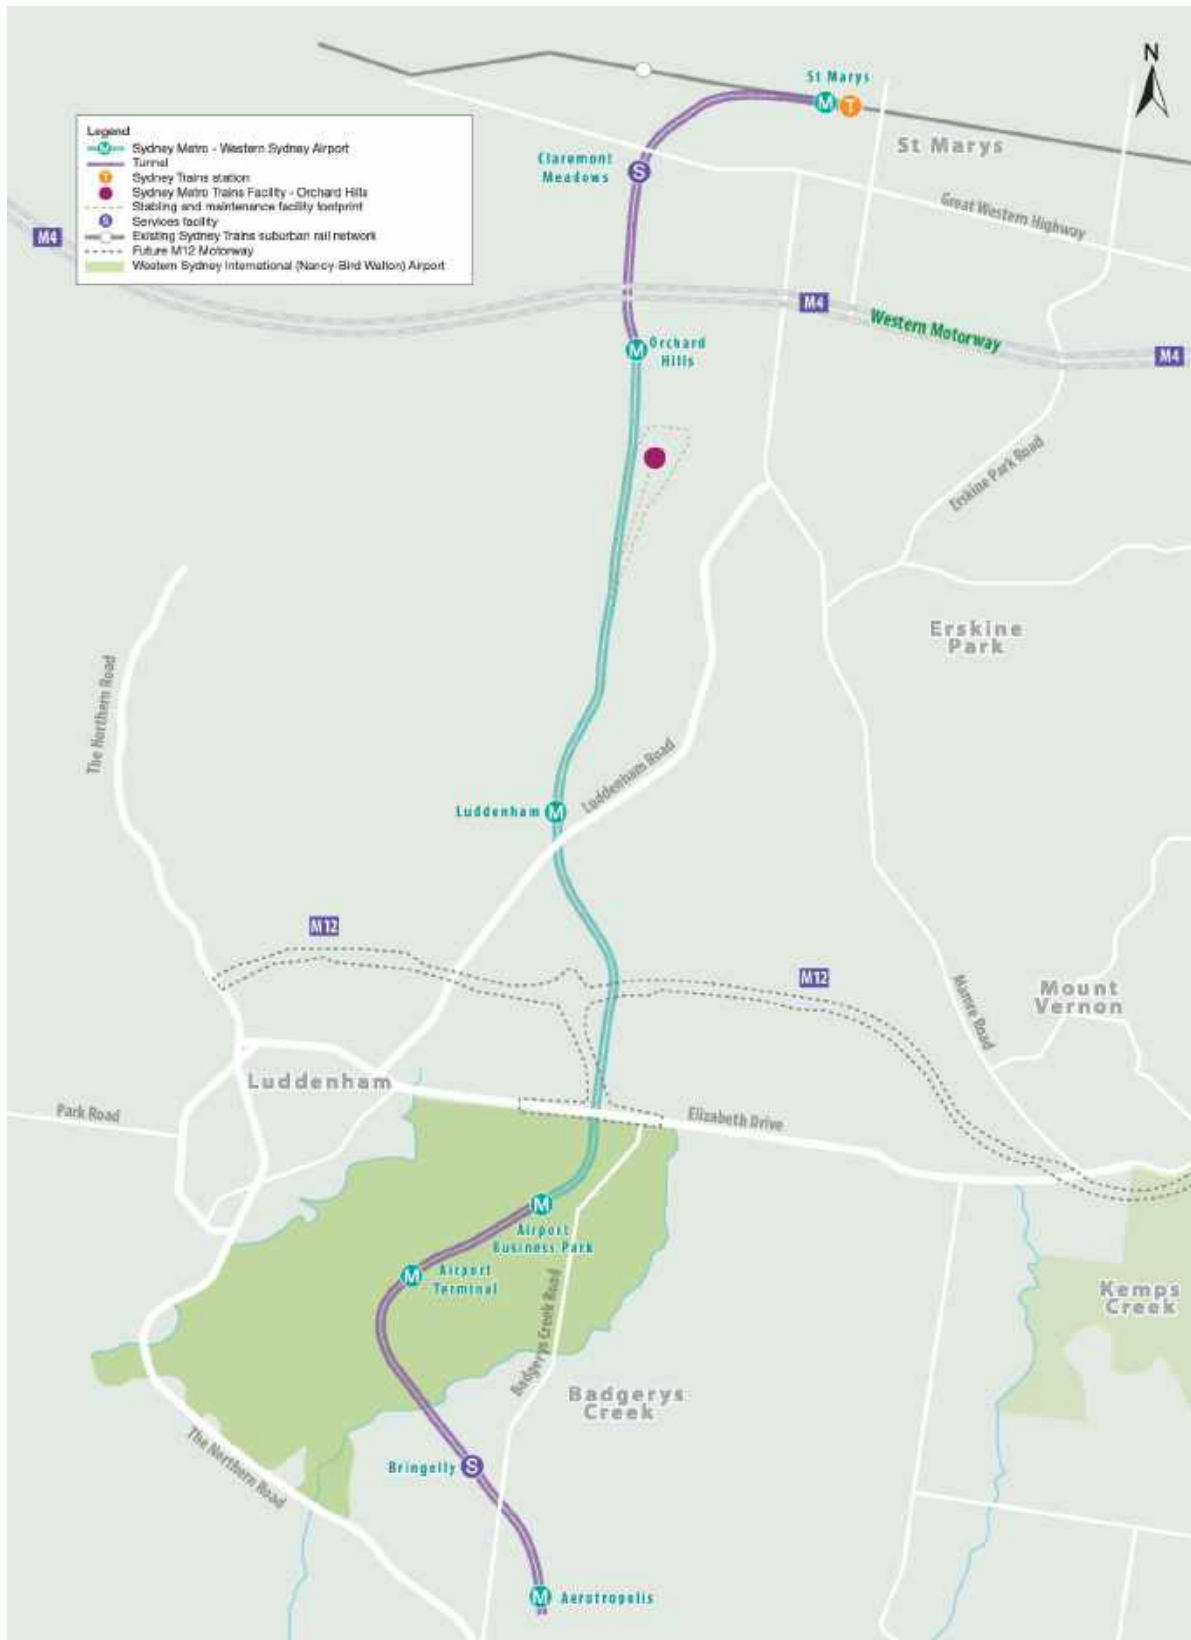 N
St Marys
M
T
St Marys
Legend
M Sydney Metro - Western Sydney Airport
Tunnel
T Sydney Trains station
Sydney Metro Trains Facility - Orchard Hills
Stabling and maintenance facility footprint
S Services facility
Existing Sydney Trains suburban rail network
Future M12 Motorway
Western Sydney International (Nancy-Bird Walton) Airport
Claremont
Meadows
S
Great Western Highway
M4
M4
Western Motorway
M4
M
Orchard
Hills
Erskine Park Road
Erskine
Park
The Northern Road
Luddenham Road
Luddenham
M
M12
M12
Mamre Road
Mount
Vernon
Luddenham
Park Road
Elizabeth Drive
M
Airport
Business Park
M
Airport
Terminal
Badgerys Creek Road
Kemps
Creek
Badgerys
Creek
The Northern Road
Bringelly
S
M
Aerotropolis